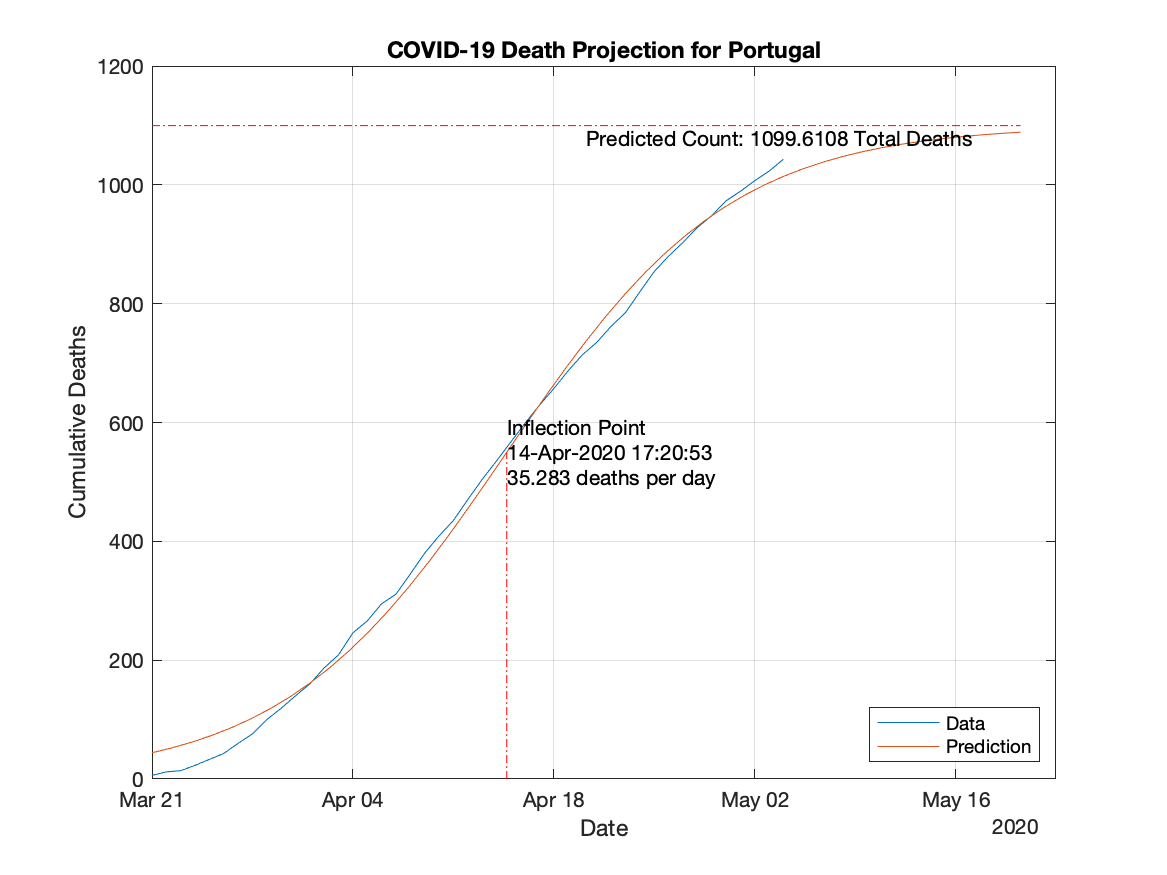 COVID-19 Death Projection for Portugal
1200
1000
800
600
400
200
0
Cumulative Deaths
Predicted Count: 1099.6108 Total Deaths
Inflection Point
14-Apr-2020 17:20:53
35.283 deaths per day
Data
Prediction
Mar 21
Apr 04
Apr 18
May 02
May 16
Date
2020